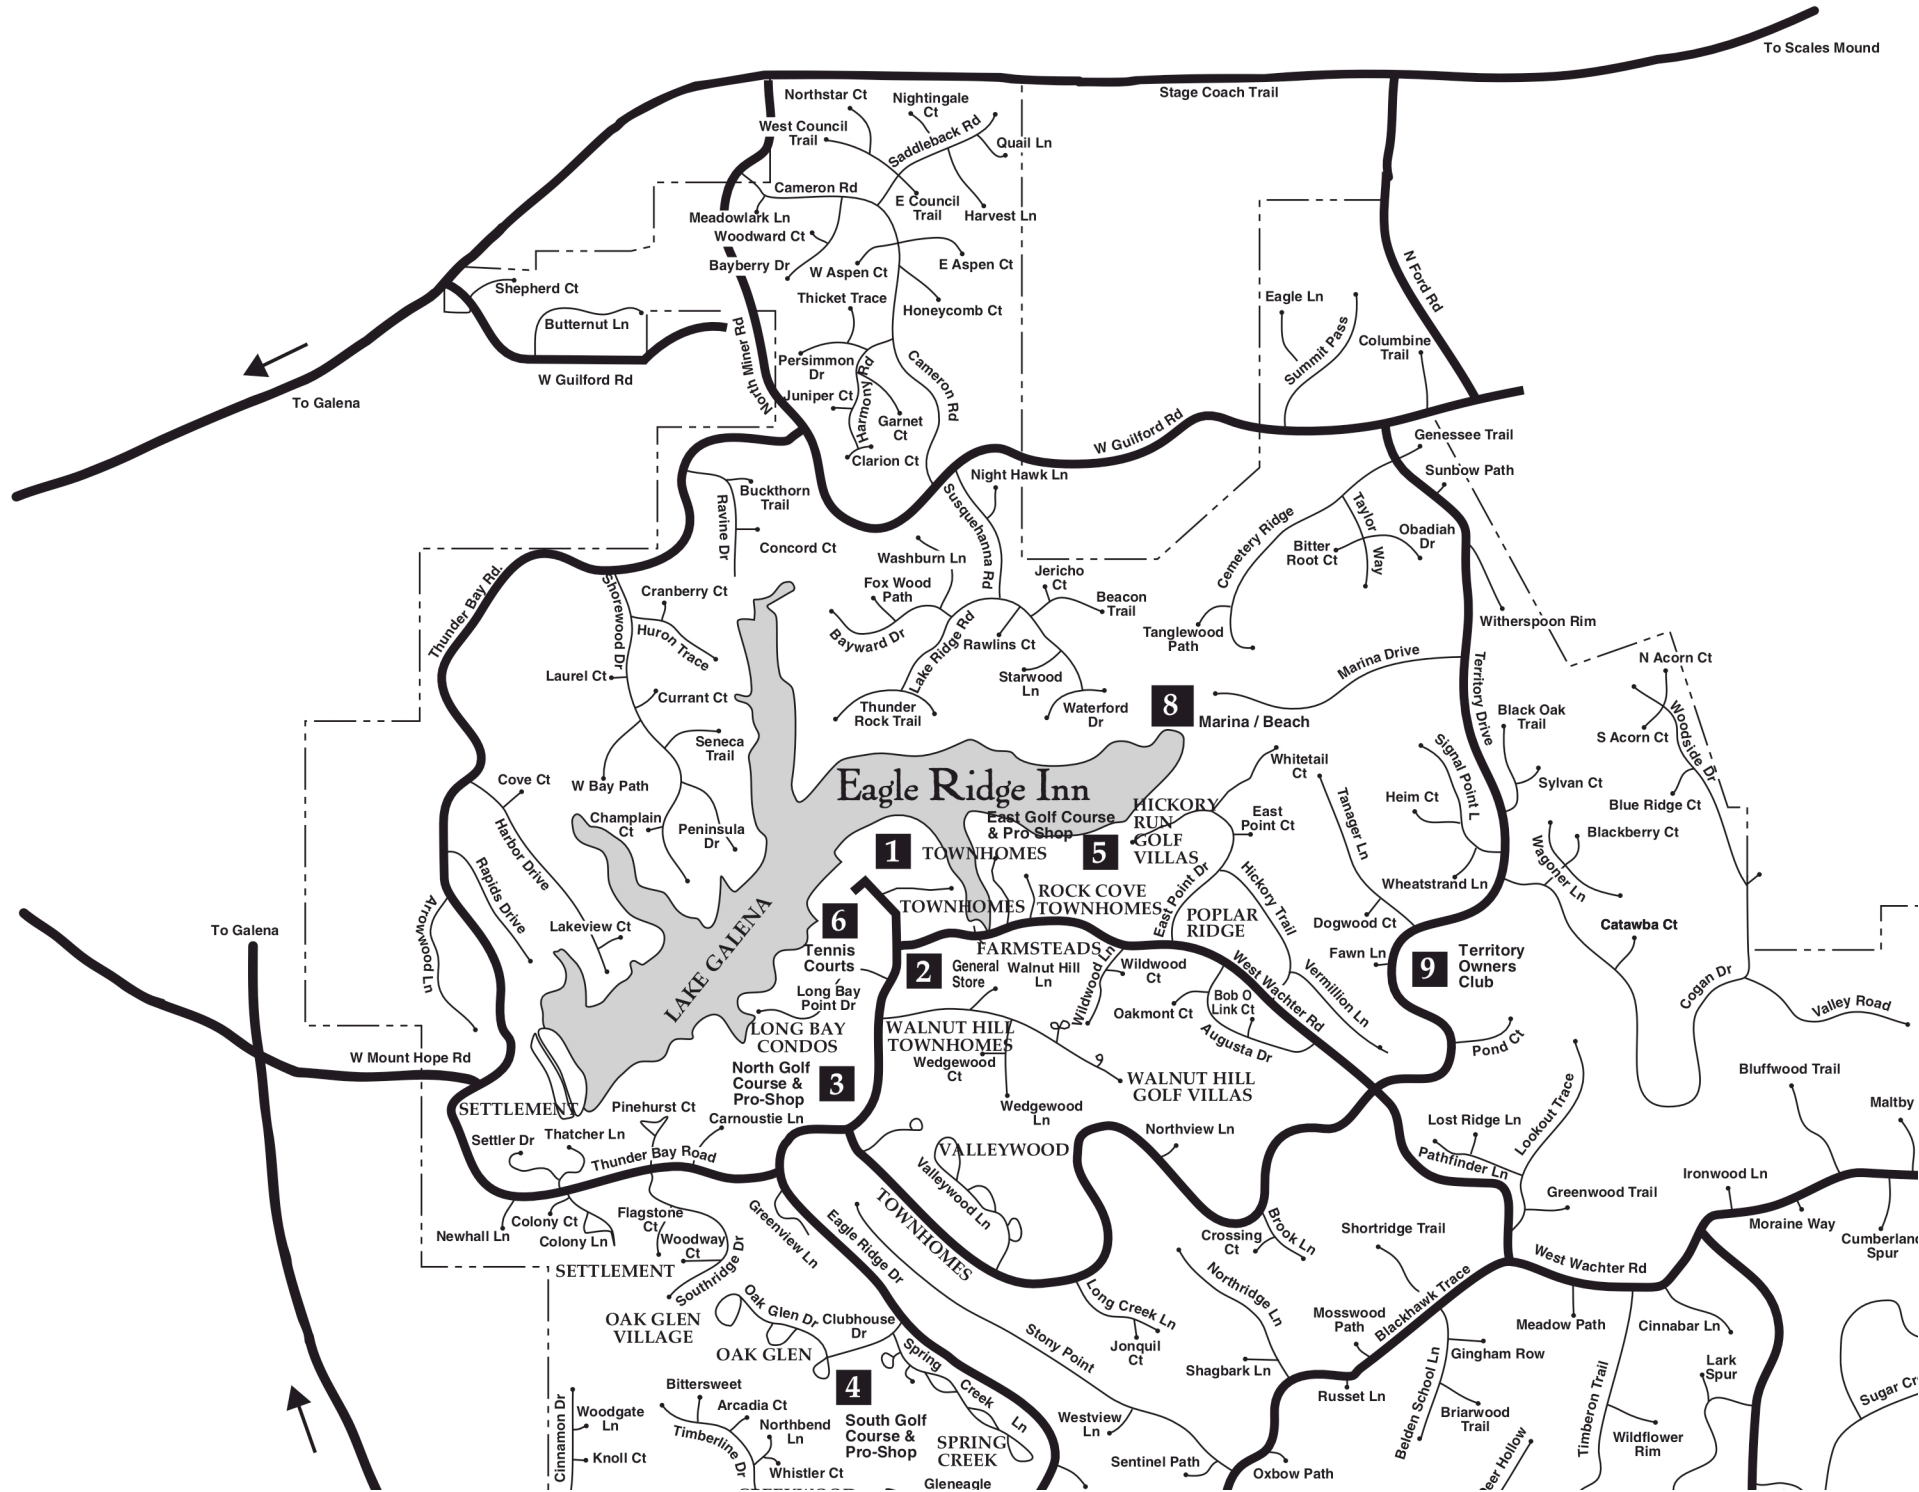 To Scales Mound
Stage Coach Trail
Northstar Ct
Nightingale
Ct
West Council
Trail
Saddleback Rd
Quail Ln
Cameron Rd
E Council
Trail
Harvest Ln
Meadowlark Ln
Woodward Ct
Bayberry Dr
W Aspen Ct
E Aspen Ct
Shepherd Ct
Thicket Trace
Honeycomb Ct
Butternut Ln
North Miner Rd
N Ford Rd
Eagle Ln
Summit Pass
Columbine
Trail
Persimmon
Dr
Cameron Rd
Harmony Rd
W Guilford Rd
Juniper Ct
To Galena
Garnet
Ct
Clarion Ct
W Guilford Rd
Genessee Trail
Night Hawk Ln
Sunbow Path
Buckthorn
Trail
Ravine Dr
Susquehanna Rd
Taylor
Way
Cemetery Ridge
Obadiah
Dr
Bitter
Root Ct
Concord Ct
Washburn Ln
Thunder Bay Rd.
Shorewood Dr
Cranberry Ct
Fox Wood
Path
Jericho
Ct
Beacon
Trail
Witherspoon Rim
Huron Trace
Bayward Dr
Lake Ridge Rd
Rawlins Ct
Tanglewood
Path
Marina Drive
Territory Drive
N Acorn Ct
Laurel Ct
Currant Ct
Starwood
Ln
Thunder
Rock Trail
Waterford
Dr
8
Marina / Beach
Black Oak
Trail
Woodside Dr
S Acorn Ct
Seneca
Trail
Signal Point L
Whitetail
Ct
Cove Ct
W Bay Path
Eagle Ridge Inn
Sylvan Ct
Blue Ridge Ct
Heim Ct
Tanager Ln
HICKORY
RUN
GOLF
VILLAS
East
Point Ct
East Golf Course
& Pro Shop
Champlain
Ct
Peninsula
Dr
Blackberry Ct
Wagoner Ln
Harbor Drive
1
TOWNHOMES
5
Rapids Drive
Hickory Trail
Wheatstrand Ln
East Point Dr
ROCK COVE
TOWNHOMES
TOWNHOMES
6
Tennis
Courts
POPLAR
RIDGE
Dogwood Ct
Catawba Ct
Arrowwood Ln
Lakeview Ct
LAKE GALENA
To Galena
FARMSTEADS
Fawn Ln
9
Territory
Owners
Club
2
General
Store
Walnut Hill
Ln
Wildwood Ln
Wildwood
Ct
West Wachter Rd
Vermillion Ln
Cogan Dr
Valley Road
Long Bay
Point Dr
Oakmont Ct
Bob O
Link Ct
Augusta Dr
LONG BAY
CONDOS
WALNUT HILL
TOWNHOMES
Pond Ct
W Mount Hope Rd
Wedgewood
Ct
North Golf
Course &
Pro-Shop
3
WALNUT HILL
GOLF VILLAS
Bluffwood Trail
SETTLEMENT
Pinehurst Ct
Carnoustie Ln
Wedgewood
Ln
Lookout Trace
Maltby
Lost Ridge Ln
Settler Dr
Thatcher Ln
Northview Ln
Thunder Bay Road
VALLEYWOOD
Pathfinder Ln
Ironwood Ln
Valleywood Ln
Greenwood Trail
Newhall Ln
Colony Ct
Colony Ln
Flagstone
Ct
Woodway
Ct
Greenview Ln
Eagle Ridge Dr
TOWNHOMES
Brook Ln
Crossing
Ct
Shortridge Trail
Moraine Way
Cumberland
Spur
SETTLEMENT
Southridge Dr
West Wachter Rd
Northridge Ln
Blackhawk Trace
OAK GLEN
VILLAGE
Oak Glen Dr
Clubhouse
Dr
Long Creek Ln
Mosswood
Path
Meadow Path
Cinnabar Ln
Stony Point
Jonquil
Ct
OAK GLEN
Spring
Creek
Ln
Shagbark Ln
Gingham Row
Lark
Spur
4
Belden School Ln
Timberon Trail
Sugar Cr
Bittersweet
Russet Ln
Cinnamon Dr
Woodgate
Ln
Arcadia Ct
Northbend
Ln
South Golf
Course &
Pro-Shop
Westview
Ln
Briarwood
Trail
Timberline Dr
SPRING
CREEK
Wildflower
Rim
Knoll Ct
Whistler Ct
Sentinel Path
Oxbow Path
eer Hollow
Gleneagle